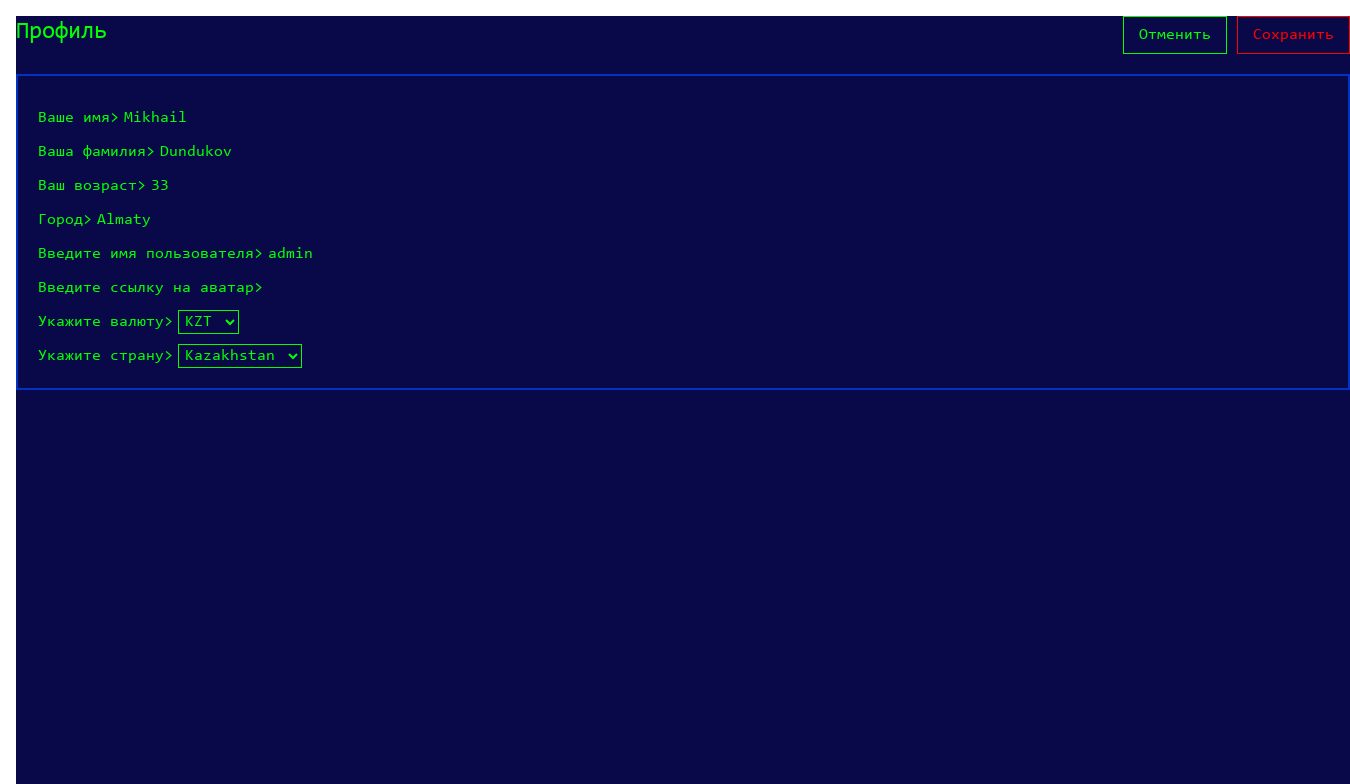 Профиль
Отменить
Сохранить
Ваше имя> Mikhail
Ваша фамилия> Dundukov
Ваш возраст> 33
Город> Almaty
Введите имя пользователя> admin
Введите ссылку на аватар>
Укажите валюту> KZT
Укажите страну> Kazakhstan